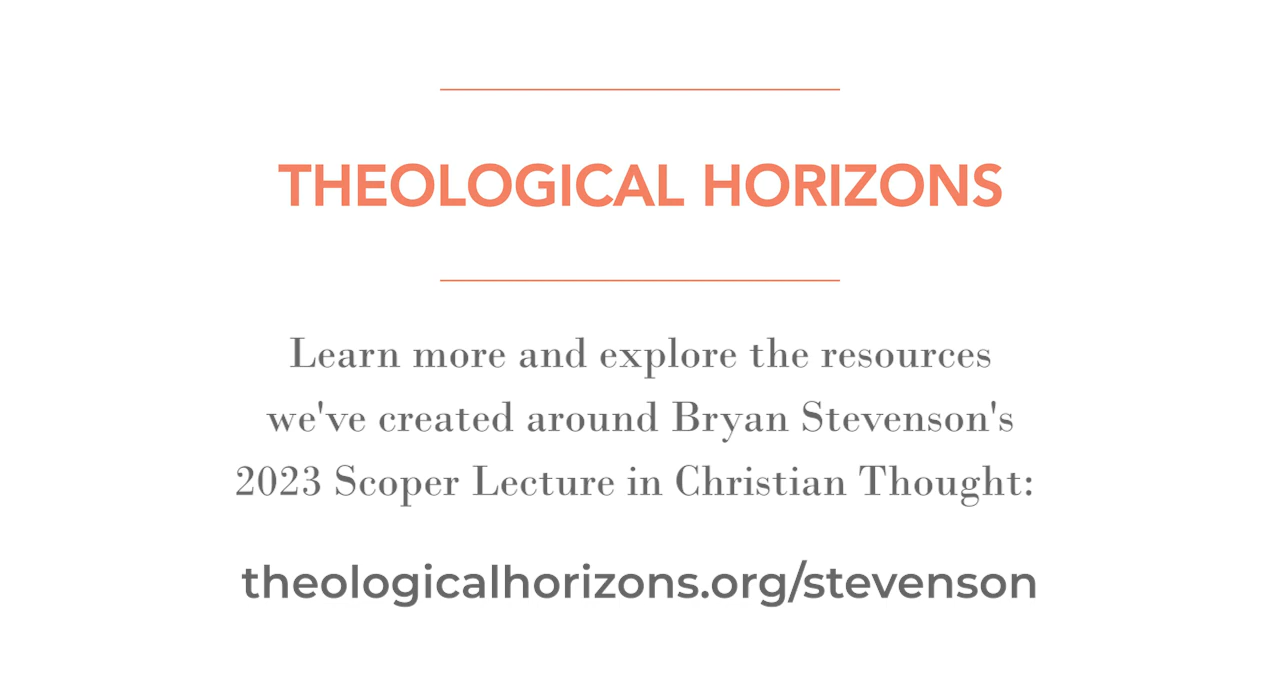 THEOLOGICAL HORIZONS
Learn more and explore the resources
we've created around Bryan Stevenson's
2023 Scoper Lecture in Christian Thought:
theologicalhorizons.org/stevenson